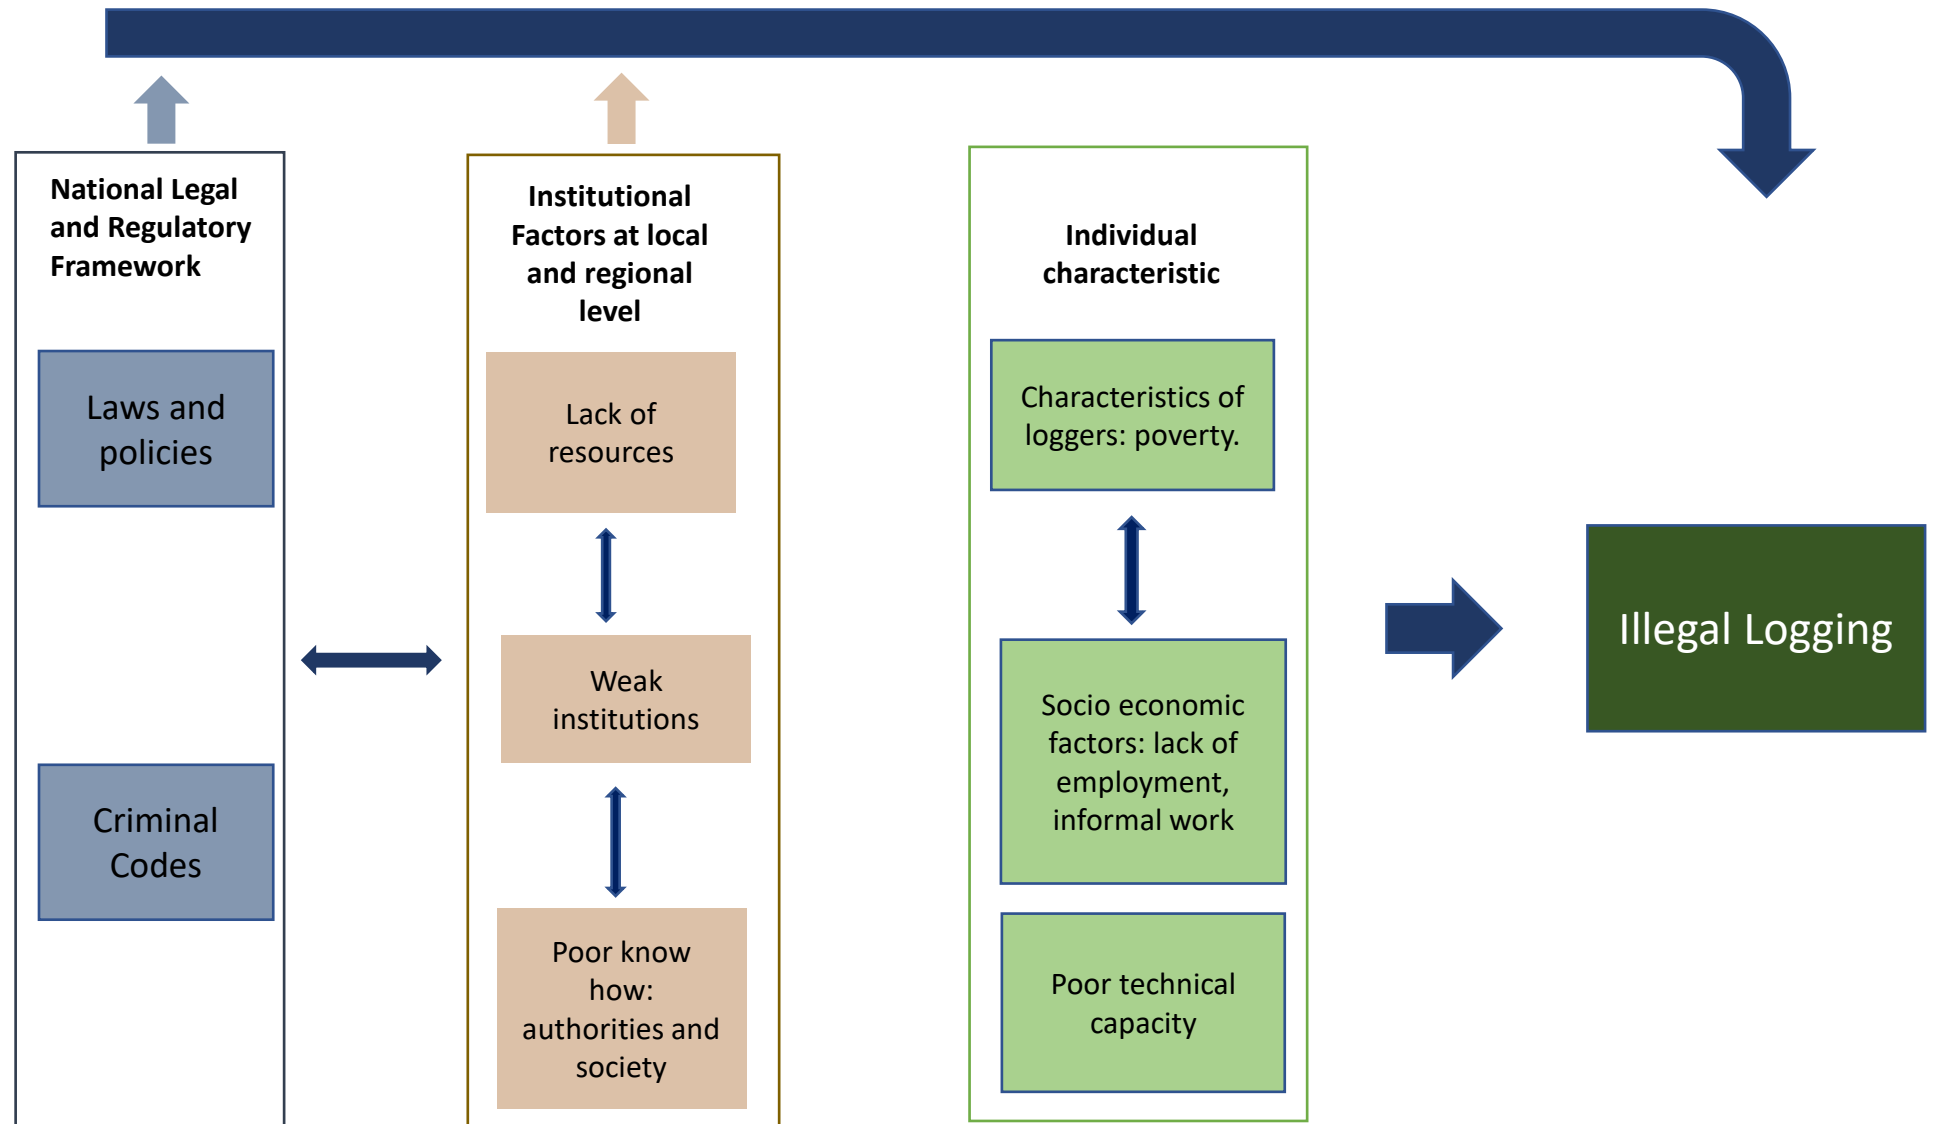 National Legal
and Regulatory
Framework
Laws and
policies
Criminal
Codes
Institutional
Factors at local
and regional
level
Lack of
resources
Weak
institutions
Poor know
how:
authorities and
society
Individual
characteristic
Characteristics of
loggers: poverty.
Socio economic
factors: lack of
employment,
informal work
Poor technical
capacity
Illegal Logging